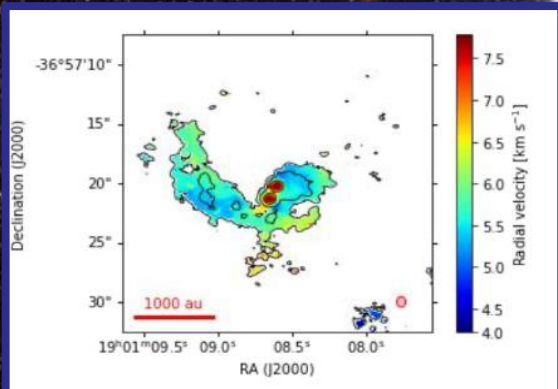 -36°57'10"
15"
20"
25"
30"
Declination (J2000)
1000 au
19ʰ01ᵐ09.5ˢ 09.0ˢ 08.5ˢ 08.0ˢ
RA (J2000)
7.5
7.0
6.5
6.0
5.5
5.0
4.5
4.0
Radial velocity [km s⁻¹]